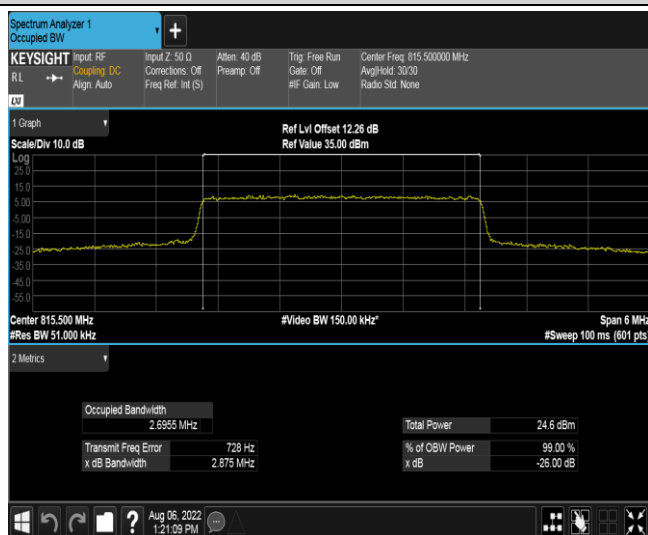 Spectrum Analyzer 1
Occupied BW
+
KEYSIGHT
R L
LXI
Input: RF
Coupling: DC
Align: Auto
Input Z: 50 Ω
Corrections: Off
Freq Ref: Int (S)
Atten: 40 dB
Preamp: Off
Trig: Free Run
Gate: Off
#IF Gain: Low
Center Freq: 815.500000 MHz
Avg|Hold: 30/30
Radio Std: None
1 Graph
Scale/Div 10.0 dB
Ref Lvl Offset 12.26 dB
Ref Value 35.00 dBm
Log
25.0
15.0
5.00
-5.00
-15.0
-25.0
-35.0
-45.0
-55.0
Center 815.500 MHz
#Res BW 51.000 kHz
#Video BW 150.00 kHz*
Span 6 MHz
#Sweep 100 ms (601 pts)
2 Metrics
Occupied Bandwidth
2.6955 MHz
Transmit Freq Error 728 Hz
x dB Bandwidth 2.875 MHz
Total Power 24.6 dBm
% of OBW Power 99.00 %
x dB -26.00 dB
?
Aug 06, 2022
1:21:09 PM